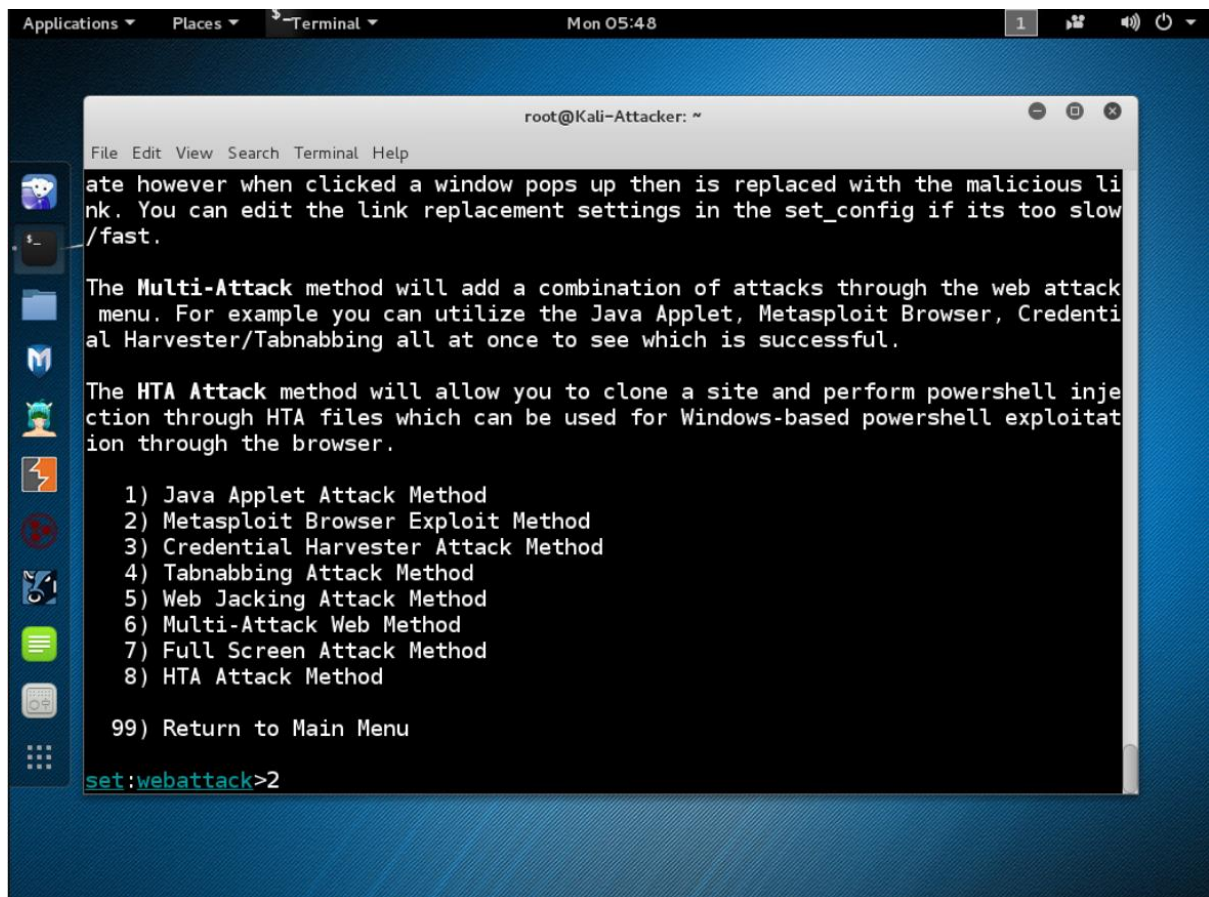 Applications Places Terminal Mon 05:48 1
root@Kali-Attacker: ~
File Edit View Search Terminal Help
ate however when clicked a window pops up then is replaced with the malicious li
nk. You can edit the link replacement settings in the set_config if its too slow
/fast.
The Multi-Attack method will add a combination of attacks through the web attack
menu. For example you can utilize the Java Applet, Metasploit Browser, Credenti
al Harvester/Tabnabbing all at once to see which is successful.
The HTA Attack method will allow you to clone a site and perform powershell inje
ction through HTA files which can be used for Windows-based powershell exploitat
ion through the browser.
1) Java Applet Attack Method
2) Metasploit Browser Exploit Method
3) Credential Harvester Attack Method
4) Tabnabbing Attack Method
5) Web Jacking Attack Method
6) Multi-Attack Web Method
7) Full Screen Attack Method
8) HTA Attack Method
99) Return to Main Menu
set:webattack>2